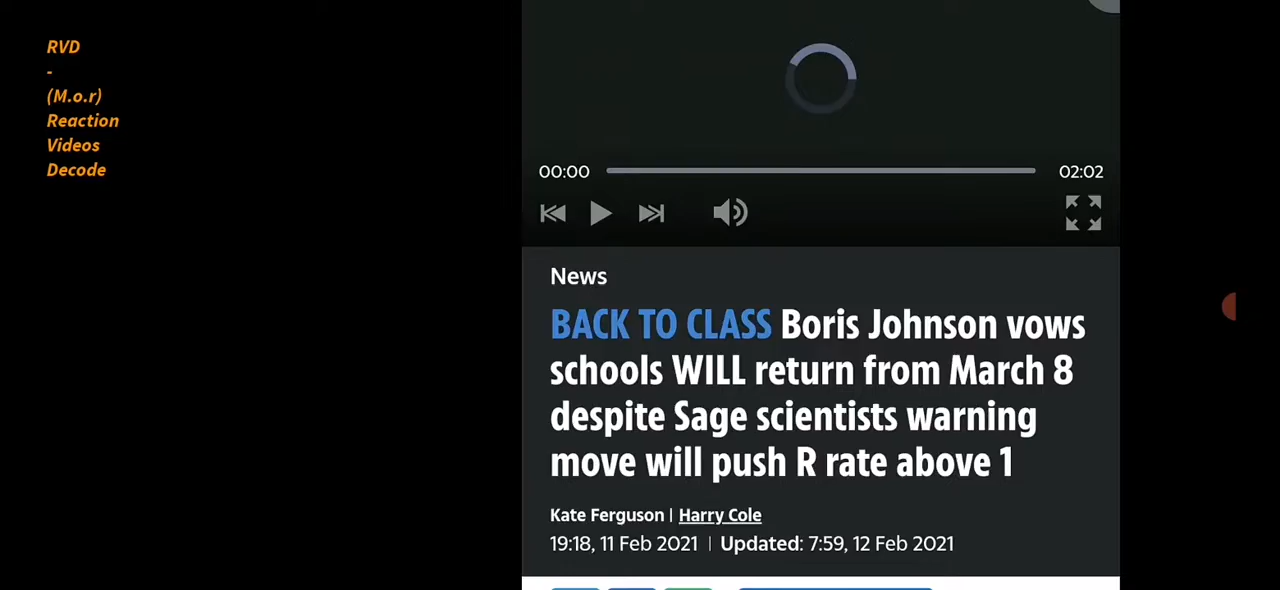 RVD
-
(M.o.r)
Reaction
Videos
Decode
00:00
02:02
News
BACK TO CLASS Boris Johnson vows
schools WILL return from March 8
despite Sage scientists warning
move will push R rate above 1
Kate Ferguson | Harry Cole
19:18, 11 Feb 2021 | Updated: 7:59, 12 Feb 2021